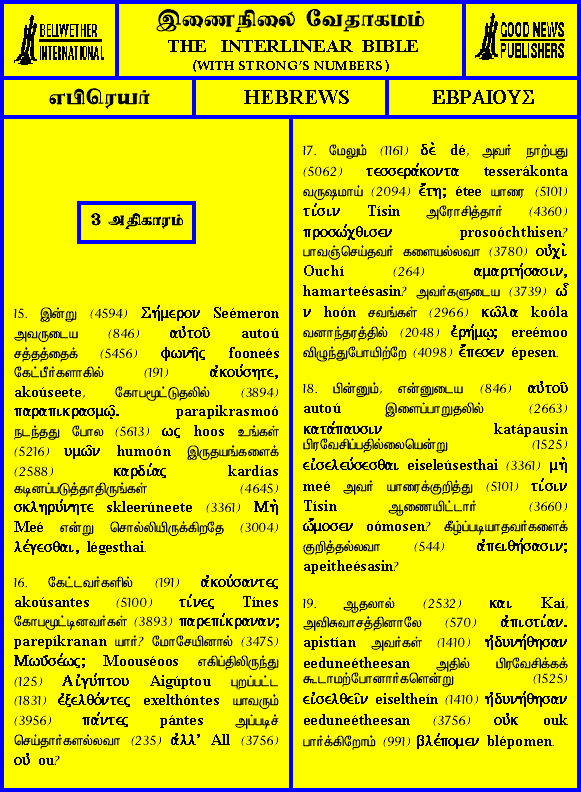 BELLWETHER
INTERNATIONAL
இணைநிலை வேதாகமம்
THE INTERLINEAR BIBLE
(WITH STRONG'S NUMBERS)
GOOD NEWS
PUBLISHERS
எபிரெயர்
HEBREWS
ΕΒΡΑΙΟΥΣ
3 அதிகாரம்
15. இன்று (4594) Σήμερον Seémeron
அவருடைய (846) αὐτοῦ autoú
சத்தத்தைக் (5456) φωνῆς fooneés
கேட்பீர்களாகில் (191) ἀκούσητε,
akoúseete, கோபமூட்டுதலில் (3894)
παραπικρασμῷ. parapikrasmoó
நடந்தது போல (5613) ως hoos உங்கள்
(5216) υμῶν humoón இருதயங்களைக்
(2588) καρδίας kardías
கடினப்படுத்தாதிருங்கள் (4645)
σκληρύνητε skleerúneete (3361) Μὴ
Meé என்று சொல்லியிருக்கிறதே (3004)
λέγεσθαι, légesthai.
16. கேட்டவர்களில் (191) ἀκούσαντες
akoúsantes (5100) τίνες Tínes
கோபமூட்டினவர்கள் (3893) παρεπίκραναν;
parepíkranan யார்? மோசேயினால் (3475)
Μωϋσέως; Moouséoos எகிப்திலிருந்து
(125) Αἰγύπτου Aigúptou புறப்பட்ட
(1831) ἐξελθόντες exelthóntes யாவரும்
(3956) πάντες pántes அப்படிச்
செய்தார்களல்லவா (235) ἀλλ' All (3756)
οὐ ou?
17. மேலும் (1161) δὲ dé, அவர் நாற்பது
(5062) τεσσεράκοντα tesserákonta
வருஷமாய் (2094) ἔτη; étee யாரை (5101)
τίσιν Tísin அரோசித்தார் (4360)
προσώχθισεν prosoóchthisen?
பாவஞ்செய்தவர் களையல்லவா (3780) οὐχὶ
Ouchí (264) αμαρτήσασιν,
hamarteésasin? அவர்களுடைய (3739) ὧ
ν hoón சவங்கள் (2966) κῶλα koóla
வனாந்தரத்தில் (2048) ἐρήμῳ; ereémoo
விழுந்துபோயிற்றே (4098) ἔπεσεν épesen.
18. பின்னும், என்னுடைய (846) αὐτοῦ
autoú இளைப்பாறுதலில் (2663)
κατάπαυσιν katápausin
பிரவேசிப்பதில்லையென்று (1525)
εἰσελεύσεσθαι eiseleúsesthai (3361) μὴ
meé அவர் யாரைக்குறித்து (5101) τίσιν
Tísin ஆணையிட்டார் (3660)
ὤμοσεν oómosen? கீழ்ப்படியாதவர்களைக்
குறித்தல்லவா (544) ἀπειθήσασιν;
apeitheésasin?
19. ஆதலால் (2532) και Kaí,
அவிசுவாசத்தினாலே (570) ἀπιστίαν.
apistían அவர்கள் (1410) ἠδυνήθησαν
eeduneétheesan அதில் பிரவேசிக்கக்
கூடாமற்போனார்களென்று (1525)
εἰσελθεῖν eiseltheín (1410) ἠδυνήθησαν
eeduneétheesan (3756) οὐκ ouk
பார்க்கிறோம் (991) βλέπομεν blépomen.